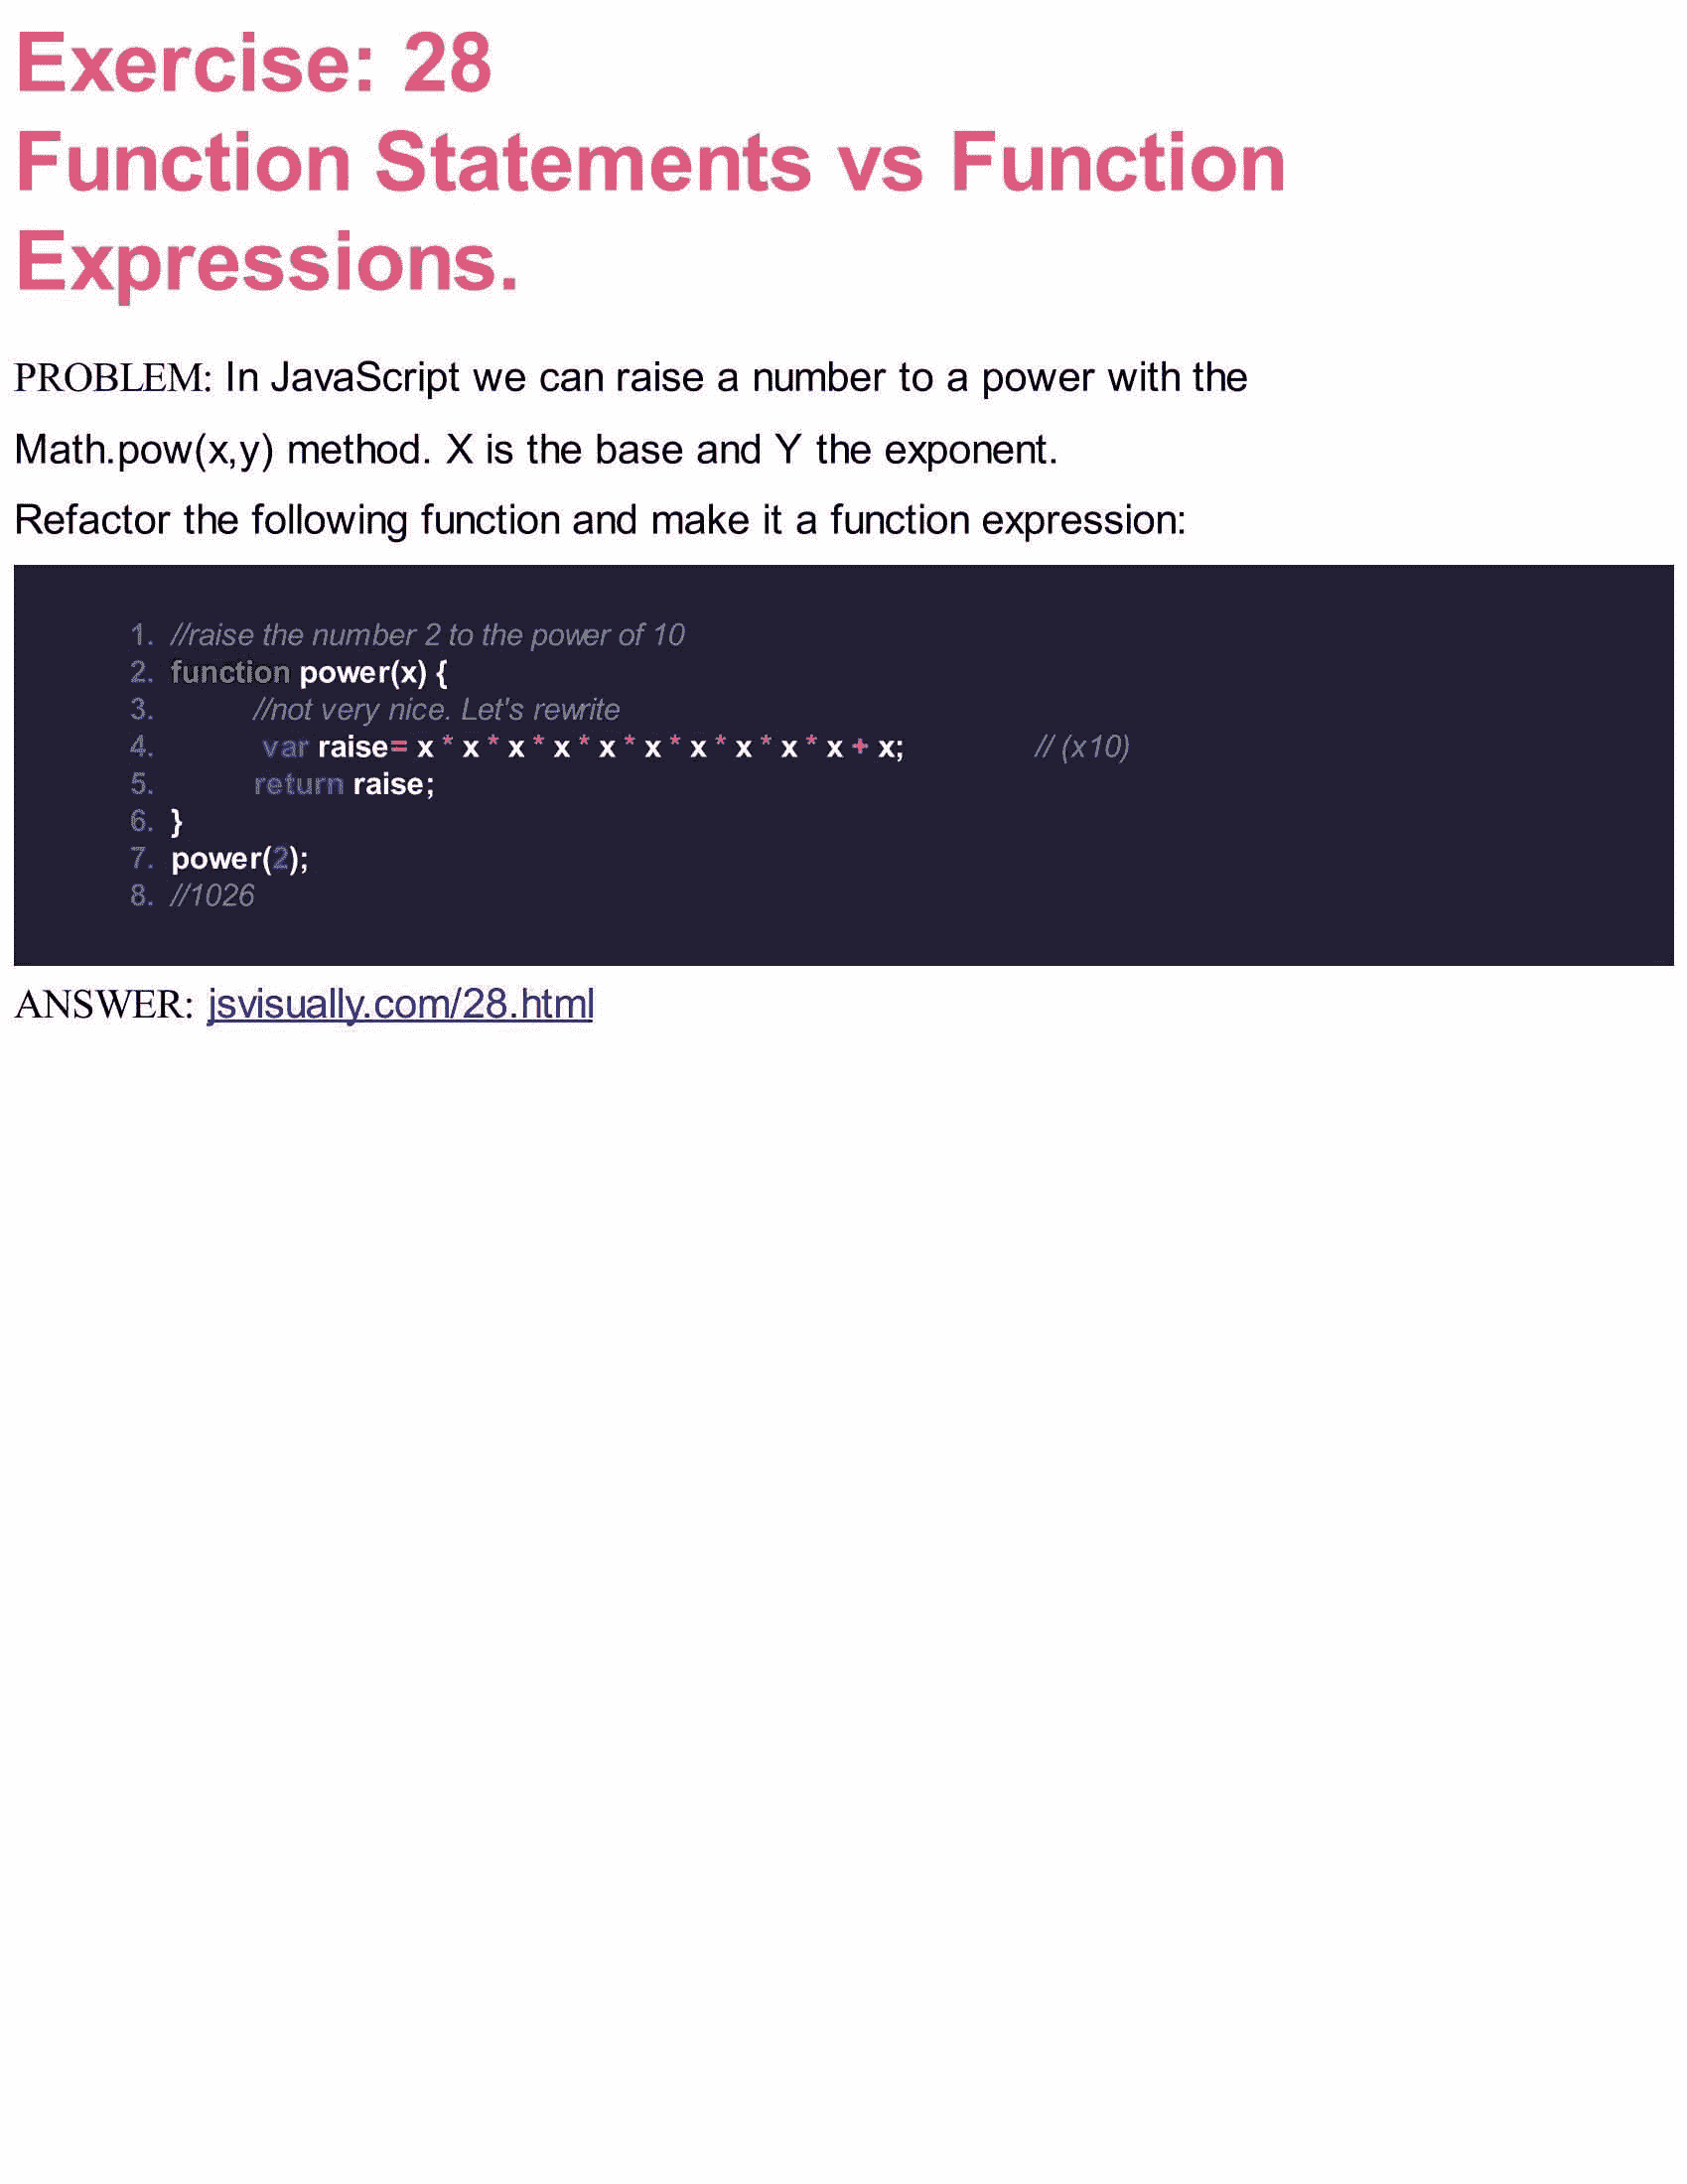 Exercise: 28
Function Statements vs Function
Expressions.
PROBLEM: In JavaScript we can raise a number to a power with the
Math.pow(x,y) method. X is the base and Y the exponent.
Refactor the following function and make it a function expression:
1. //raise the number 2 to the power of 10
2. function power(x) {
3. //not very nice. Let's rewrite
4. var raise= x * x * x * x * x * x * x * x * x * x + x; // (x10)
5. return raise;
6. }
7. power(2);
8. //1026
ANSWER: jsvisually.com/28.html